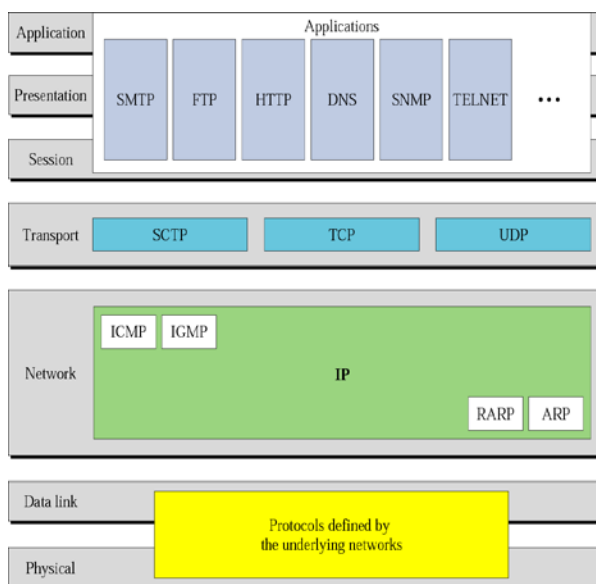 Application
Applications
Presentation
SMTP
FTP
HTTP
DNS
SNMP
TELNET
...
Session
Transport
SCTP
TCP
UDP
ICMP
IGMP
Network
IP
RARP
ARP
Data link
Protocols defined by
the underlying networks
Physical